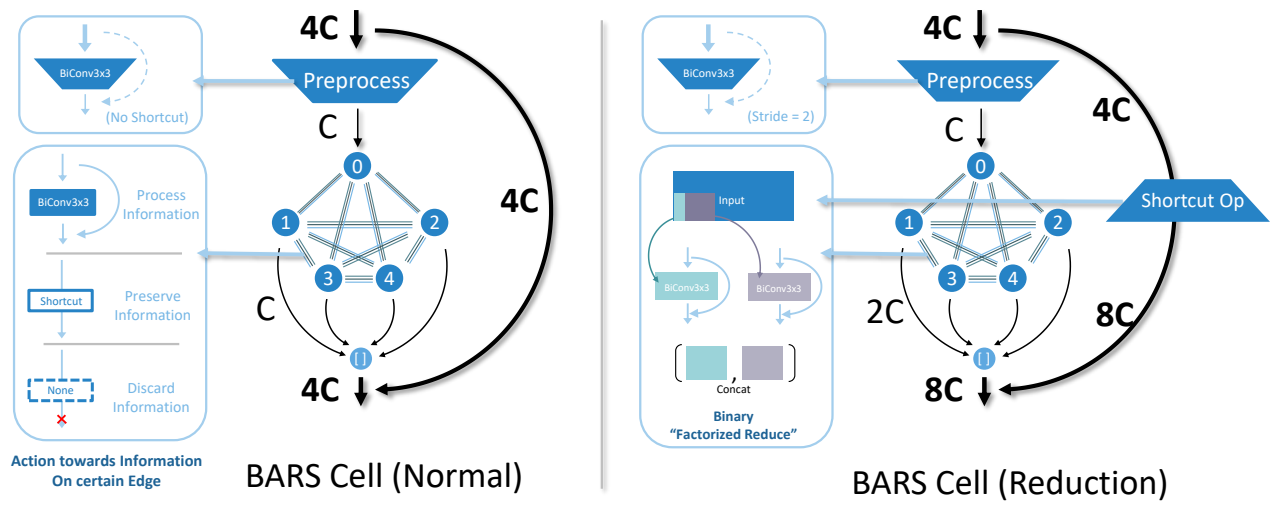 4C
BiConv3x3
(No Shortcut)
Preprocess
C
0
1
2
3
4
C
[ ]
4C
4C
BiConv3x3
Process
Information
Shortcut
Preserve
Information
None
Discard
Information
Action towards Information
On certain Edge
BARS Cell (Normal)
4C
BiConv3x3
(Stride = 2)
Preprocess
C
4C
0
1
2
3
4
Shortcut Op
2C
8C
[ ]
8C
Input
BiConv3x3
BiConv3x3
( , )
Concat
Binary
“Factorized Reduce”
BARS Cell (Reduction)